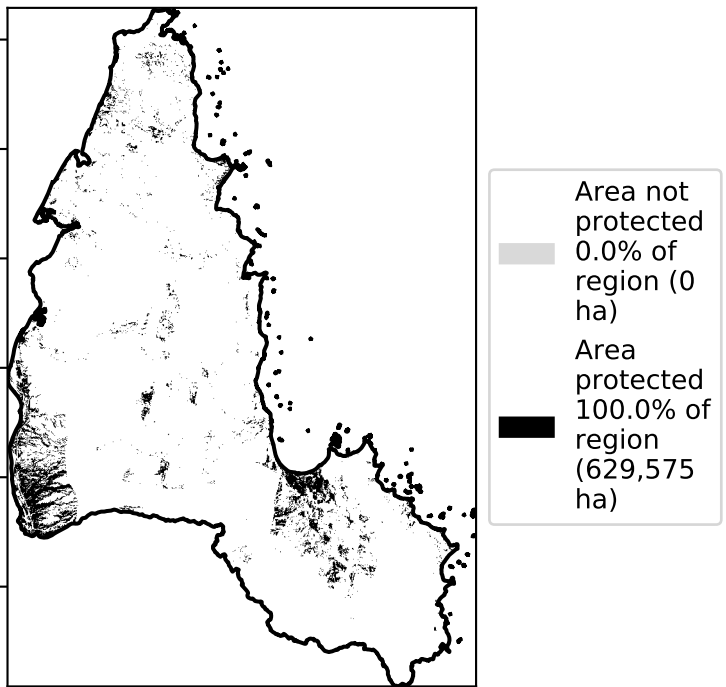 Area not
protected
0.0% of
region (0
ha)
Area
protected
100.0% of
region
(629,575
ha)